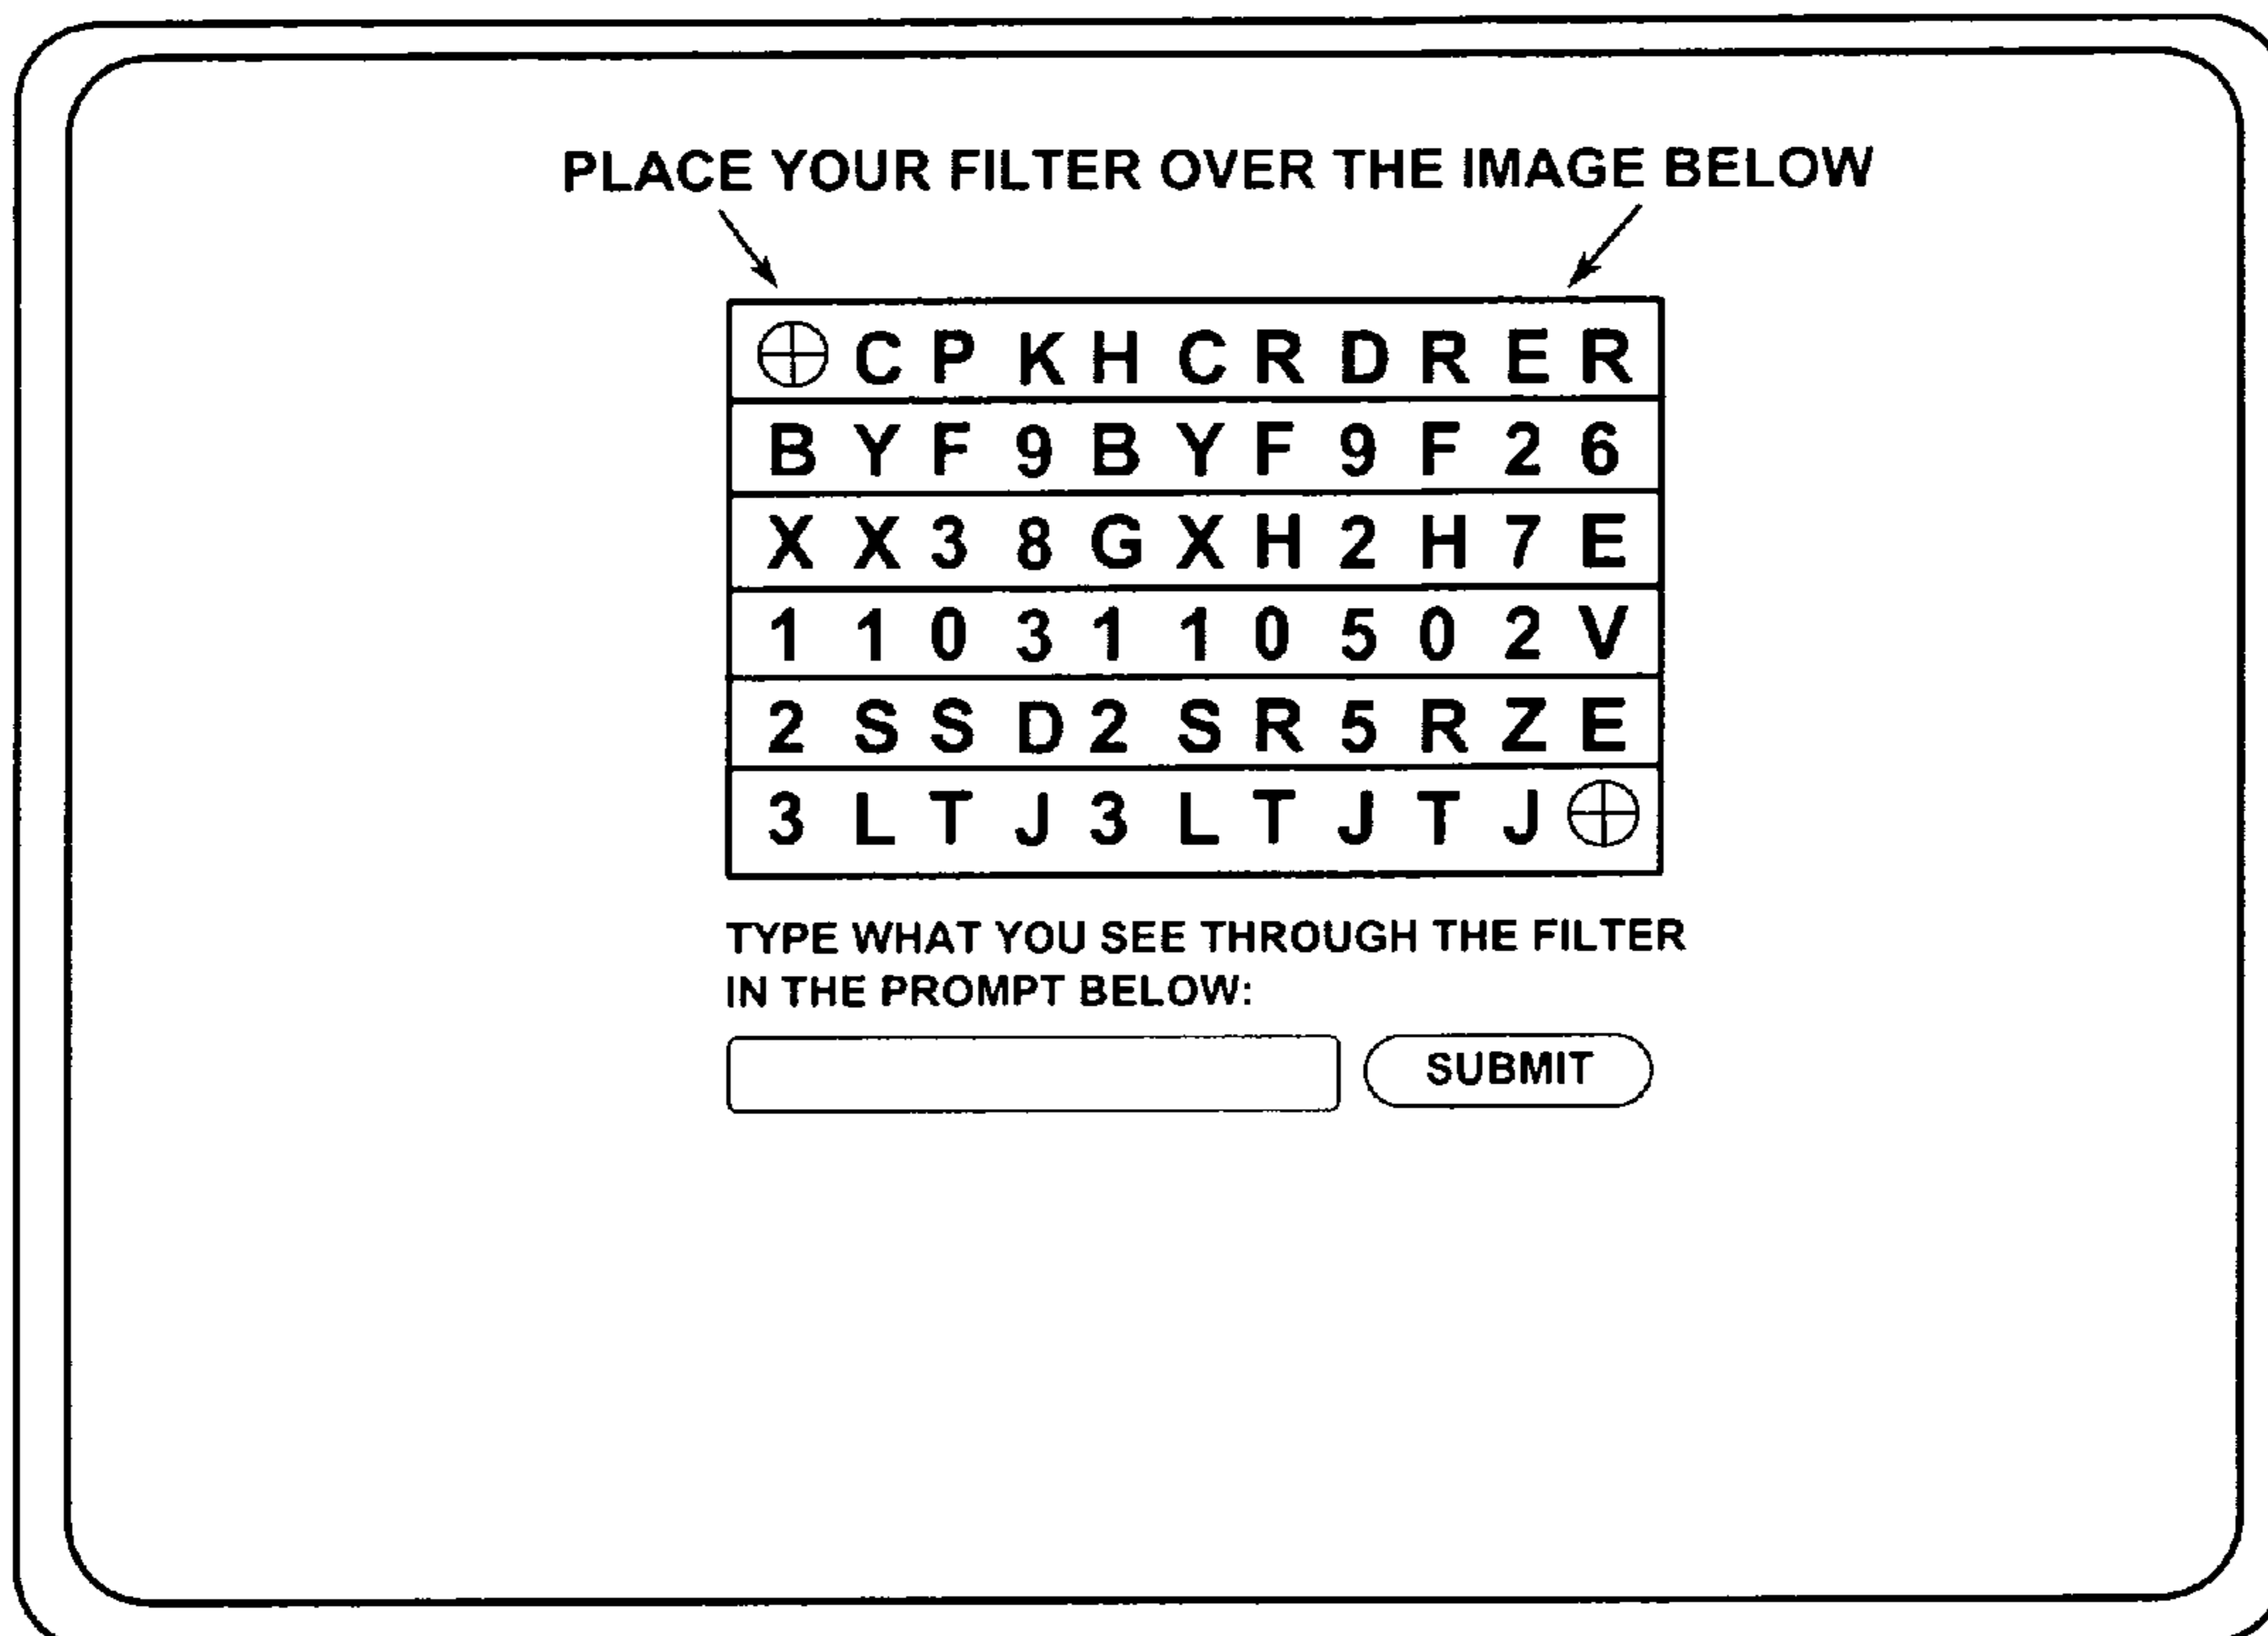 PLACE YOUR FILTER OVER THE IMAGE BELOW
C P K H C R D R E R
B Y F 9 B Y F 9 F 2 6
X X 3 8 G X H 2 H 7 E
1 1 0 3 1 1 0 5 0 2 V
2 S S D 2 S R 5 R Z E
3 L T J 3 L T J T J
TYPE WHAT YOU SEE THROUGH THE FILTER
IN THE PROMPT BELOW:
SUBMIT